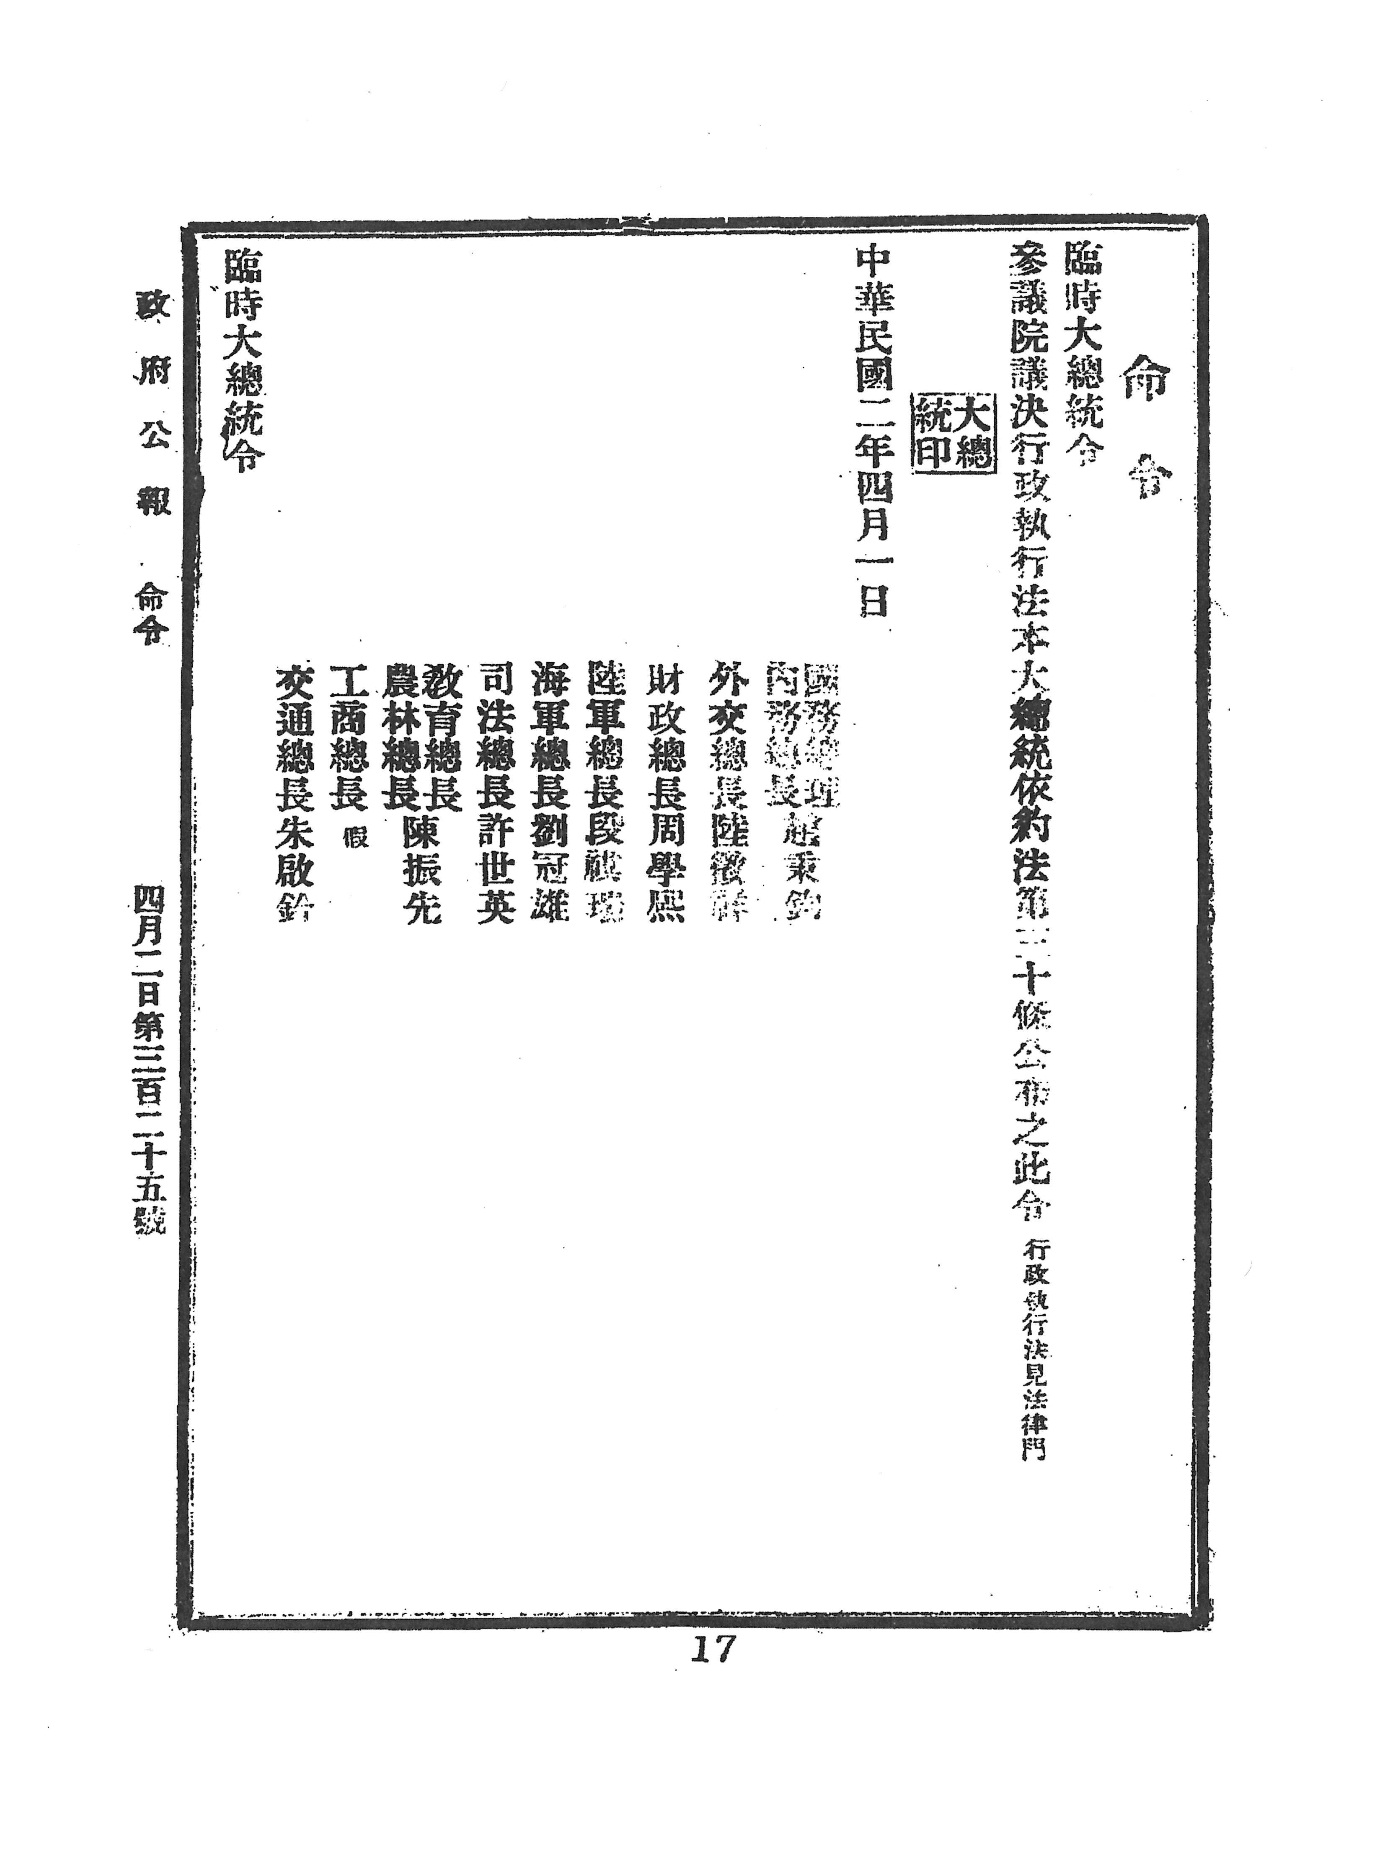 命令
臨時大總統令
參議院議決行政執行法本大總統依約法第三十條公布之此令 行政執行法見法律門
大總
統印
中華民國二年四月一日
國務總理
內務總長
趙秉鈞
外交總長陸徵祥
財政總長周學熙
陸軍總長段祺瑞
海軍總長劉冠雄
司法總長許世英
敎育總長
農林總長
陳振先
工商總長 假
交通總長朱啟鈐
臨時大總統令
政府公報 命令 四月二日第三百二十五號
17